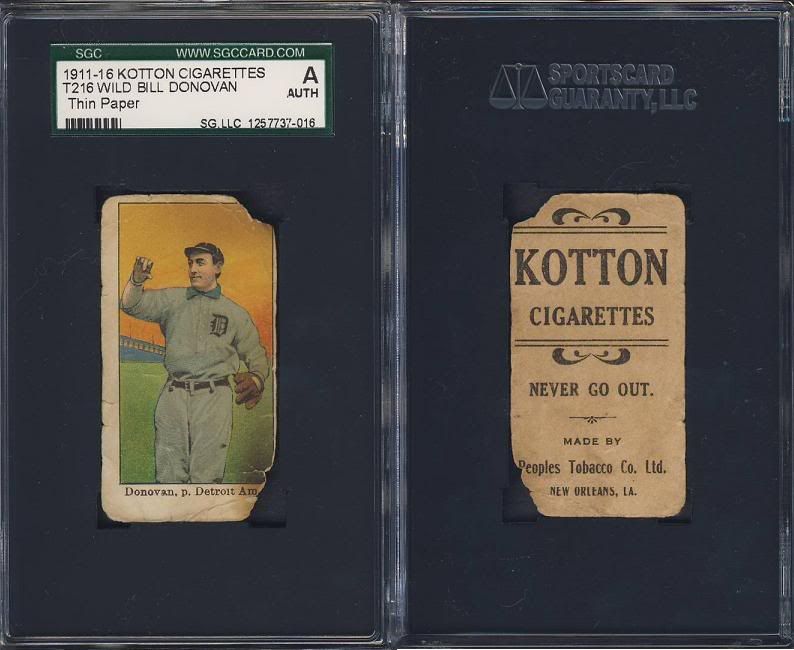 SGC WWW.SGCCARD.COM
1911-16 KOTTON CIGARETTES A
T216 WILD BILL DONOVAN AUTH
Thin Paper
SG,LLC 1257737-016
D
Donovan, p. Detroit Am
SPORTSCARD
GUARANTY, LLC
KOTTON
CIGARETTES
NEVER GO OUT.
MADE BY
Peoples Tobacco Co. Ltd.
NEW ORLEANS, LA.